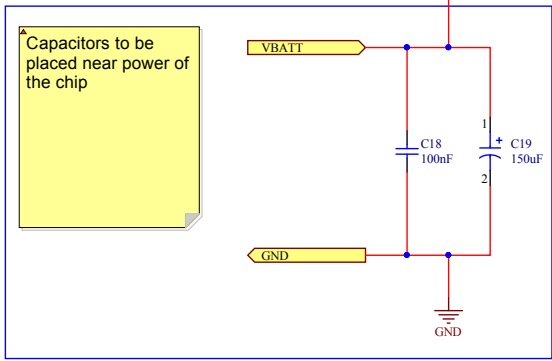 Capacitors to be
placed near power of
the chip
VBATT
1
C18
100nF
+
C19
150uF
2
GND
GND